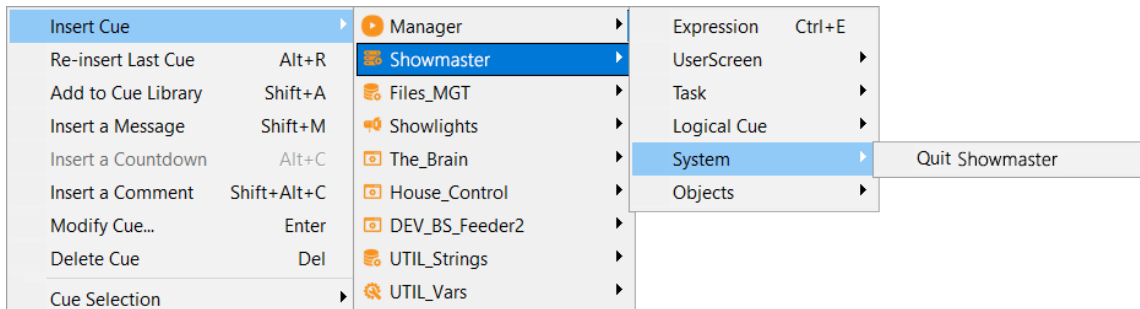 Insert Cue
Re-insert Last Cue Alt+R
Add to Cue Library Shift+A
Insert a Message Shift+M
Insert a Countdown Alt+C
Insert a Comment Shift+Alt+C
Modify Cue... Enter
Delete Cue Del
Cue Selection
Manager
Showmaster
Files_MGT
Showlights
The_Brain
House_Control
DEV_BS_Feeder2
UTIL_Strings
UTIL_Vars
Expression Ctrl+E
UserScreen
Task
Logical Cue
System
Objects
Quit Showmaster